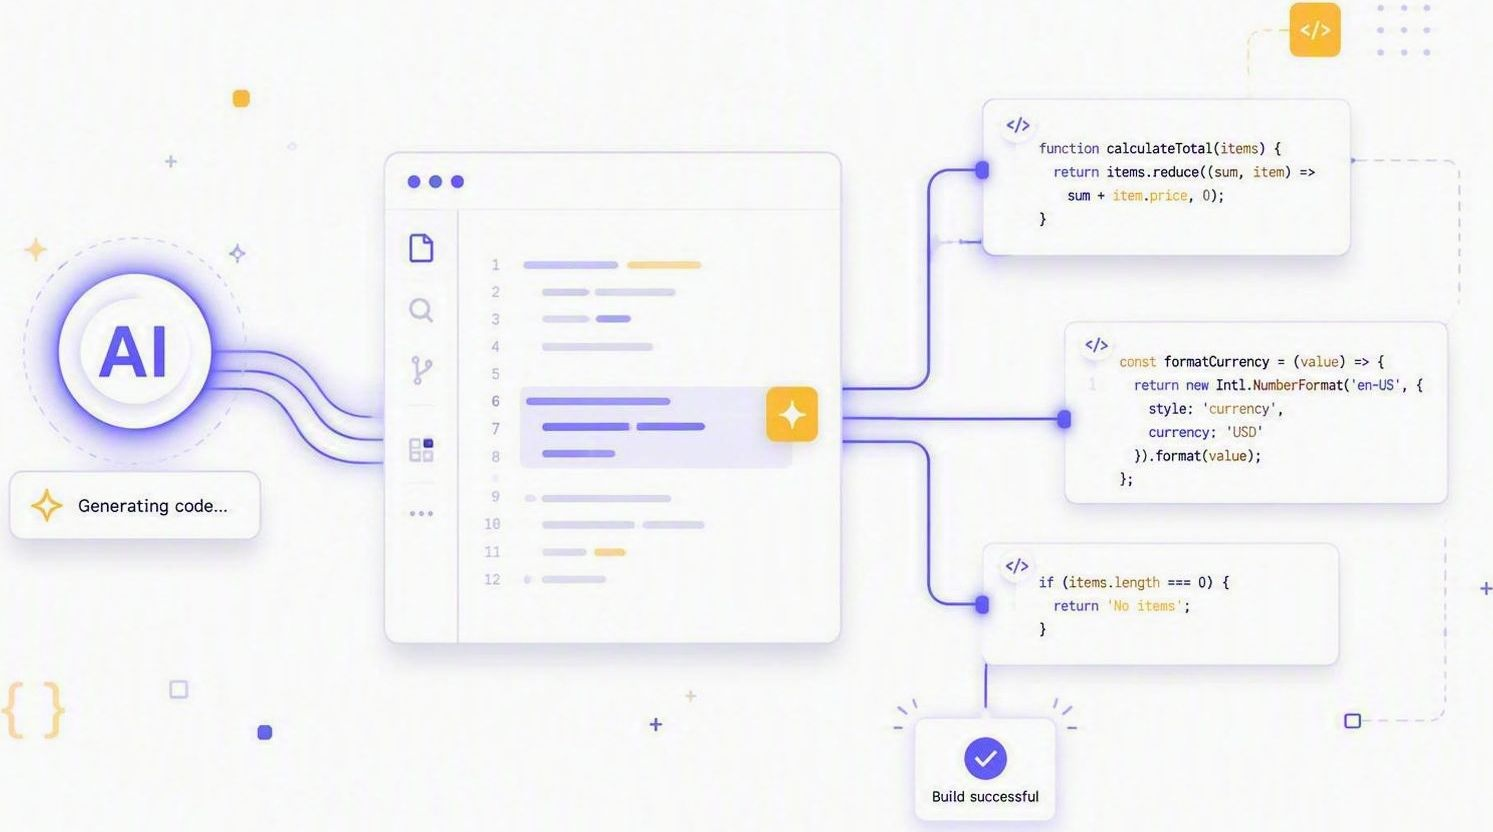 </>
</>
function calculateTotal(items) {
return items.reduce((sum, item) =>
sum + item.price, 0);
}
AI
Generating code...
1
2
3
4
5
6
7
8
9
10
11
12
</>
const formatCurrency = (value) => {
return new Intl.NumberFormat('en-US', {
style: 'currency',
currency: 'USD'
}).format(value);
};
</>
if (items.length === 0) {
return 'No items';
}
{ }
Build successful